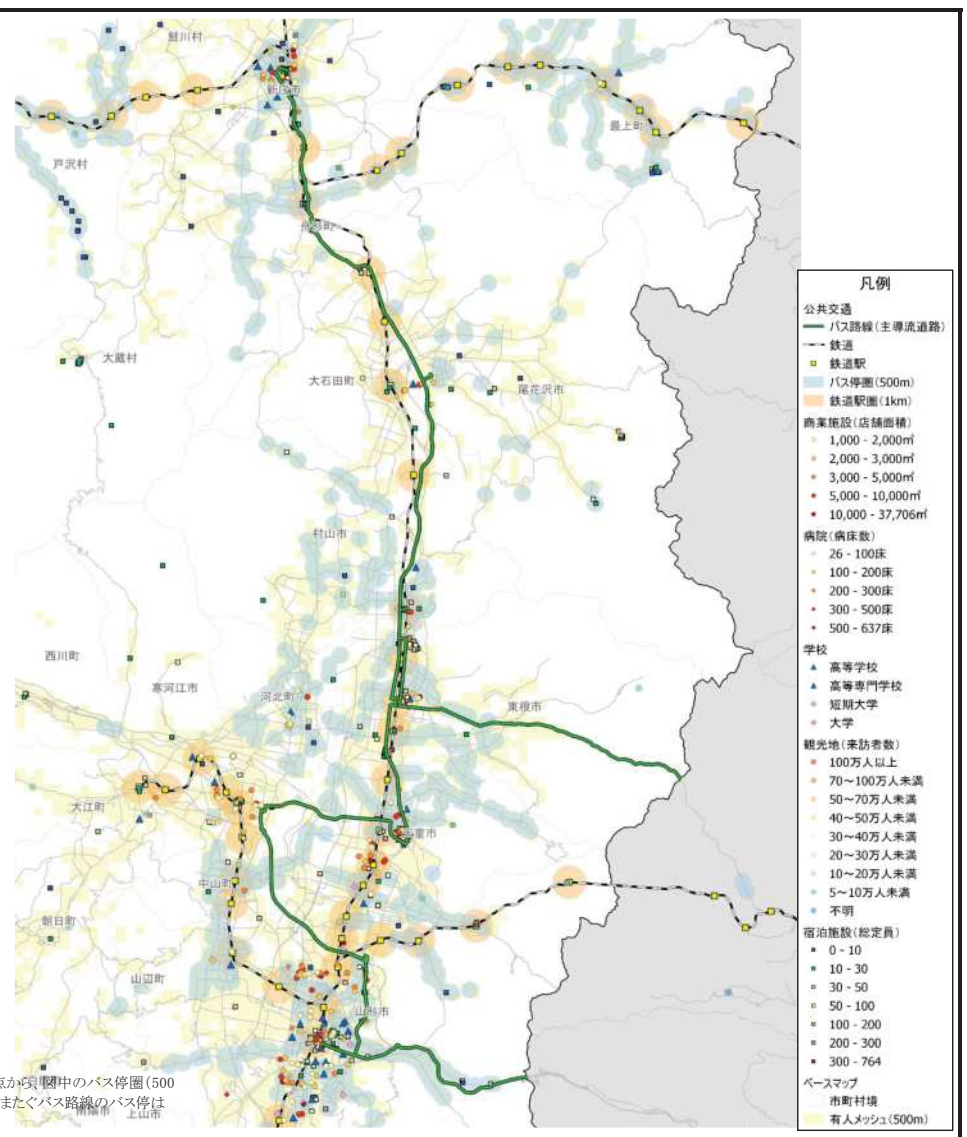 鮭川村
新庄市
最上町
戸沢村
舟形町
大蔵村
大石田町
尾花沢市
村山市
西川町
寒河江市
河北町
東根市
大江町
天童市
中山町
朝日町
山辺町
山形市
点から、図中のバス停圏(500
またぐバス路線のバス停は
南陽市
上山市
凡例
公共交通
バス路線(主導流道路)
鉄道
鉄道駅
バス停圏(500m)
鉄道駅圏(1km)
商業施設(店舗面積)
1,000 - 2,000㎡
2,000 - 3,000㎡
3,000 - 5,000㎡
5,000 - 10,000㎡
10,000 - 37,706㎡
病院(病床数)
26 - 100床
100 - 200床
200 - 300床
300 - 500床
500 - 637床
学校
高等学校
高等専門学校
短期大学
大学
観光地(来訪者数)
100万人以上
70～100万人未満
50～70万人未満
40～50万人未満
30～40万人未満
20～30万人未満
10～20万人未満
5～10万人未満
不明
宿泊施設(総定員)
0 - 10
10 - 30
30 - 50
50 - 100
100 - 200
200 - 300
300 - 764
ベースマップ
市町村境
有人メッシュ(500m)